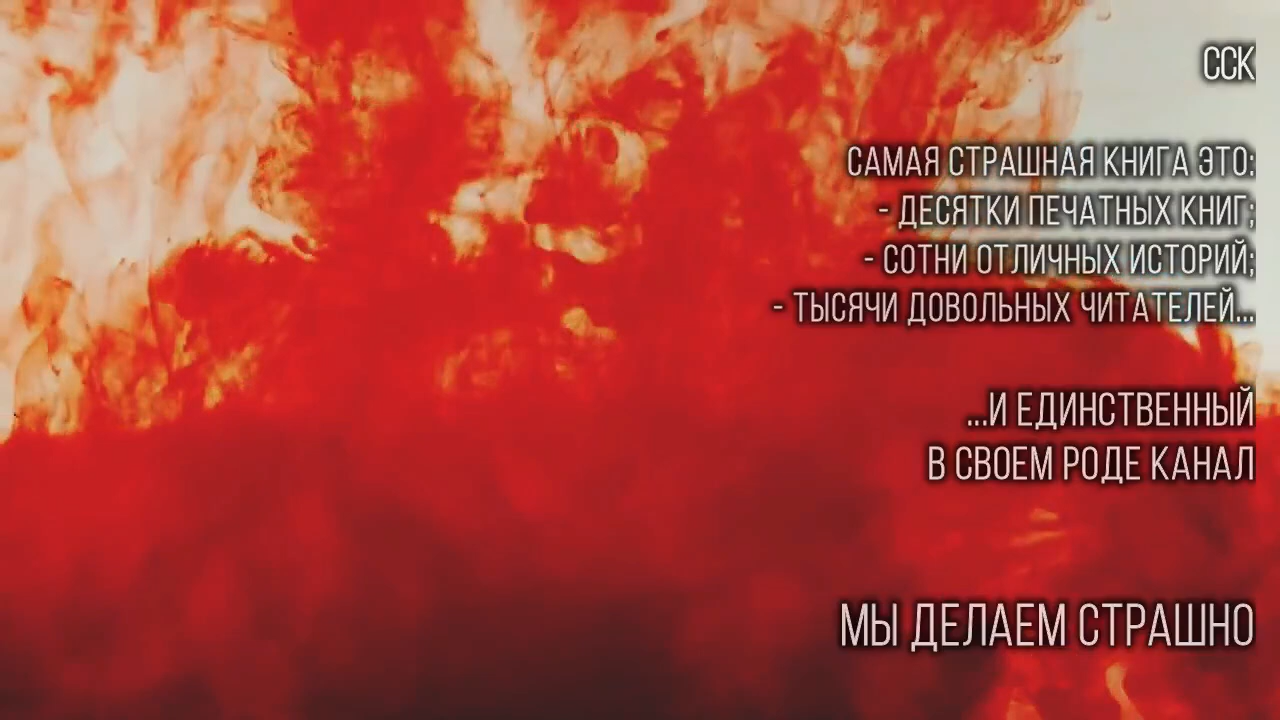 ССК
САМАЯ СТРАШНАЯ КНИГА ЭТО:
- ДЕСЯТКИ ПЕЧАТНЫХ КНИГ;
- СОТНИ ОТЛИЧНЫХ ИСТОРИЙ;
- ТЫСЯЧИ ДОВОЛЬНЫХ ЧИТАТЕЛЕЙ...
...И ЕДИНСТВЕННЫЙ
В СВОЕМ РОДЕ КАНАЛ
МЫ ДЕЛАЕМ СТРАШНО